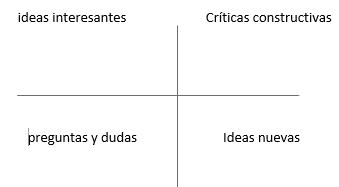 ideas interesantes
Críticas constructivas
preguntas y dudas
Ideas nuevas